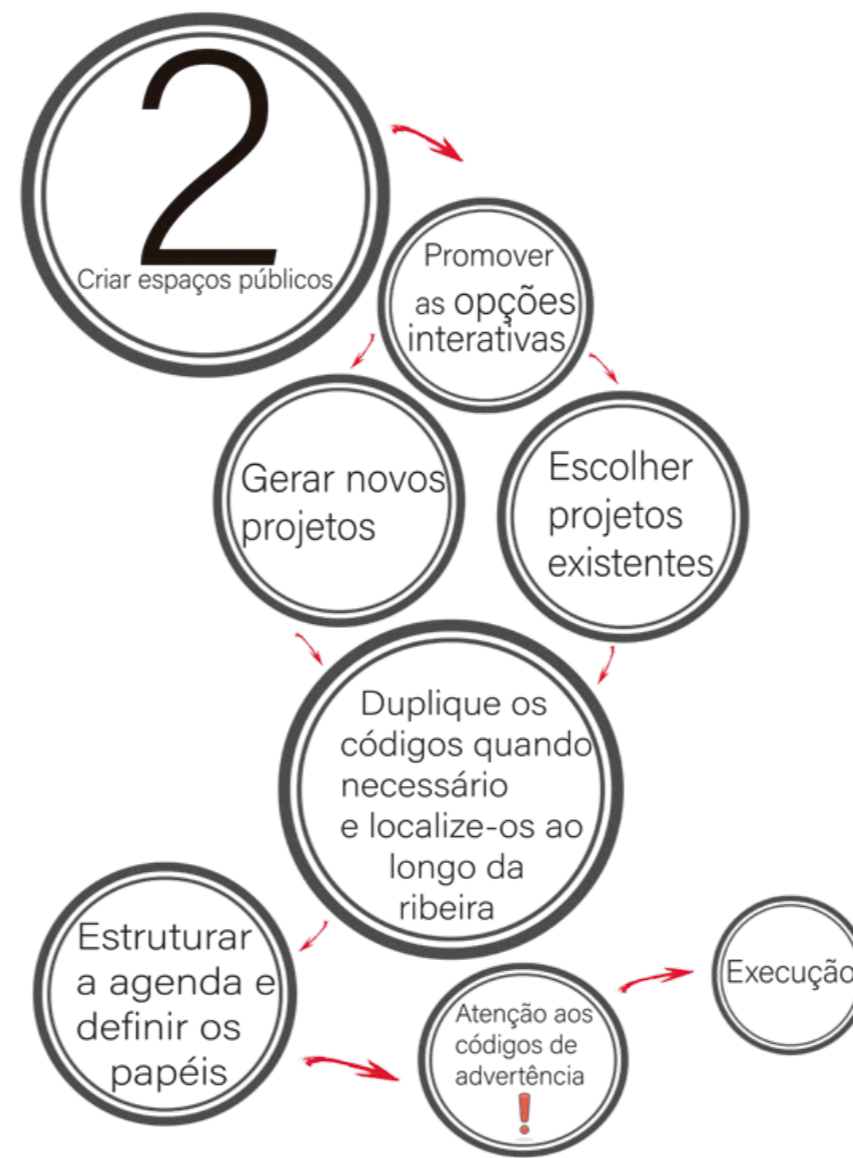 2
Criar espaços públicos
Promover
as opções
interativas
Gerar novos
projetos
Escolher
projetos
existentes
Duplique os
códigos quando
necessário
e localize-os ao
longo da
ribeira
Estruturar
a agenda e
definir os
papéis
Atenção aos
códigos de
advertência
!
Execução